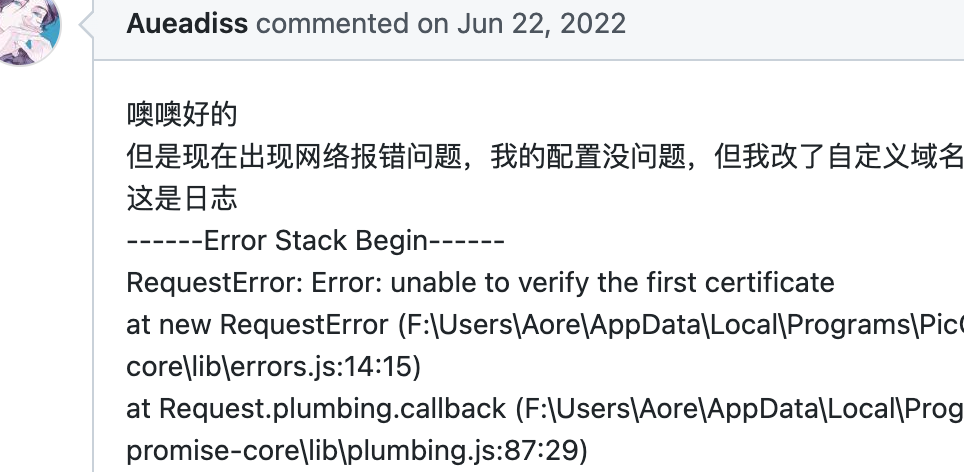 Aueadiss commented on Jun 22, 2022
噢噢好的
但是现在出现网络报错问题，我的配置没问题，但我改了自定义域名
这是日志
------Error Stack Begin------
RequestError: Error: unable to verify the first certificate
at new RequestError (F:\Users\Aore\AppData\Local\Programs\Pic
core\lib\errors.js:14:15)
at Request.plumbing.callback (F:\Users\Aore\AppData\Local\Prog
promise-core\lib\plumbing.js:87:29)